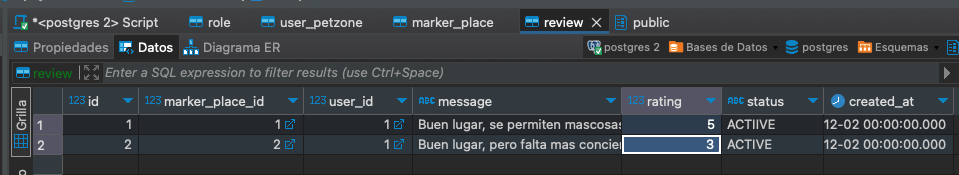 *<postgres 2> Script role user_petzone marker_place review public
Propiedades Datos Diagrama ER postgres 2 Bases de Datos postgres Esquemas
review Enter a SQL expression to filter results (use Ctrl+Space)
Grilla
123 id 123 marker_place_id 123 user_id ABC message 123 rating ABC status created_at
1 1 1 1 Buen lugar, se permiten mascosas 5 ACTIIVE 12-02 00:00:00.000
2 2 2 1 Buen lugar, pero falta mas concien 3 ACTIVE 12-02 00:00:00.000